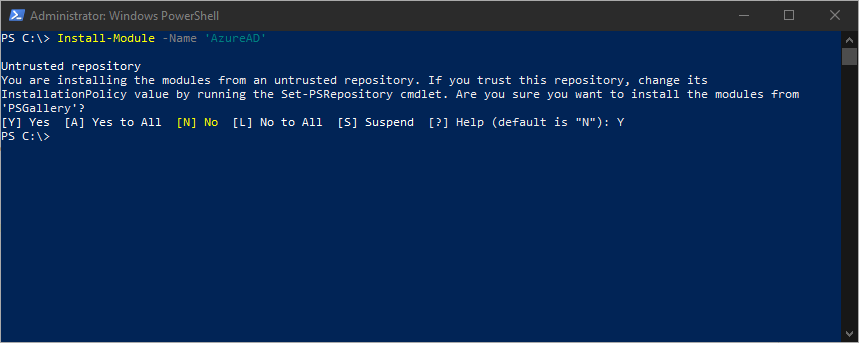 Administrator: Windows PowerShell
PS C:\> Install-Module -Name 'AzureAD'
Untrusted repository
You are installing the modules from an untrusted repository. If you trust this repository, change its
InstallationPolicy value by running the Set-PSRepository cmdlet. Are you sure you want to install the modules from
'PSGallery'?
[Y] Yes  [A] Yes to All  [N] No  [L] No to All  [S] Suspend  [?] Help (default is "N"): Y
PS C:\>